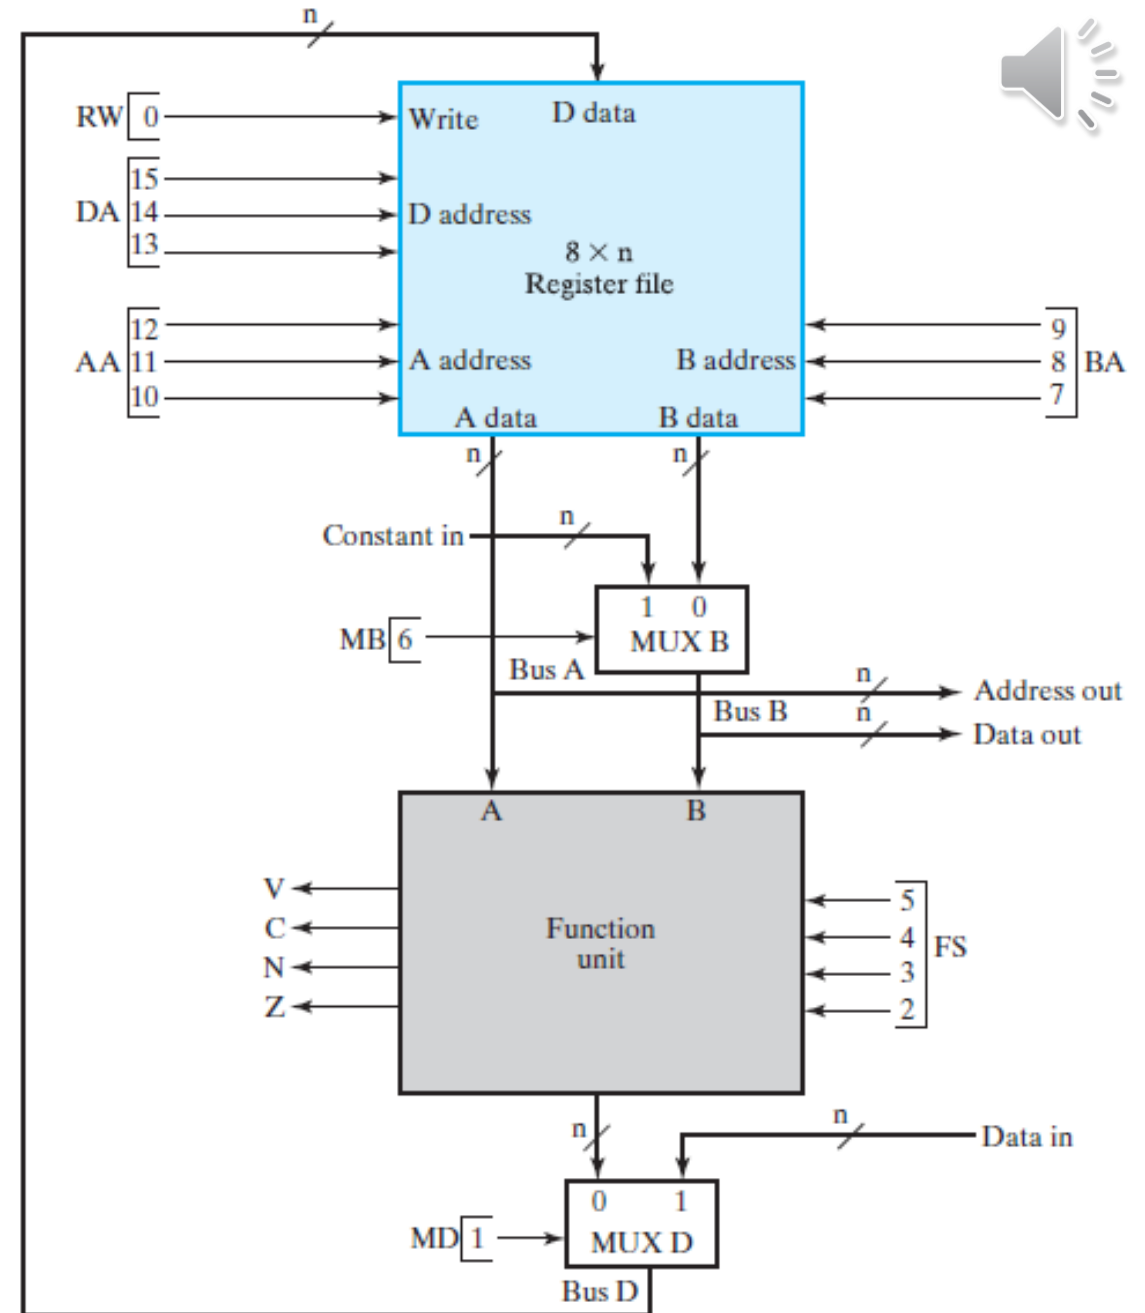 n
RW 0
Write
D data
15
DA 14
13
D address
8 × n
Register file
12
AA 11
10
A address
B address
9
8 BA
7
A data
B data
n
n
Constant in
n
1 0
MUX B
MB 6
Bus A
n
Address out
Bus B
n
Data out
A
B
V
C
N
Z
Function
unit
5
4
3
2
FS
n
n
Data in
0 1
MUX D
MD 1
Bus D